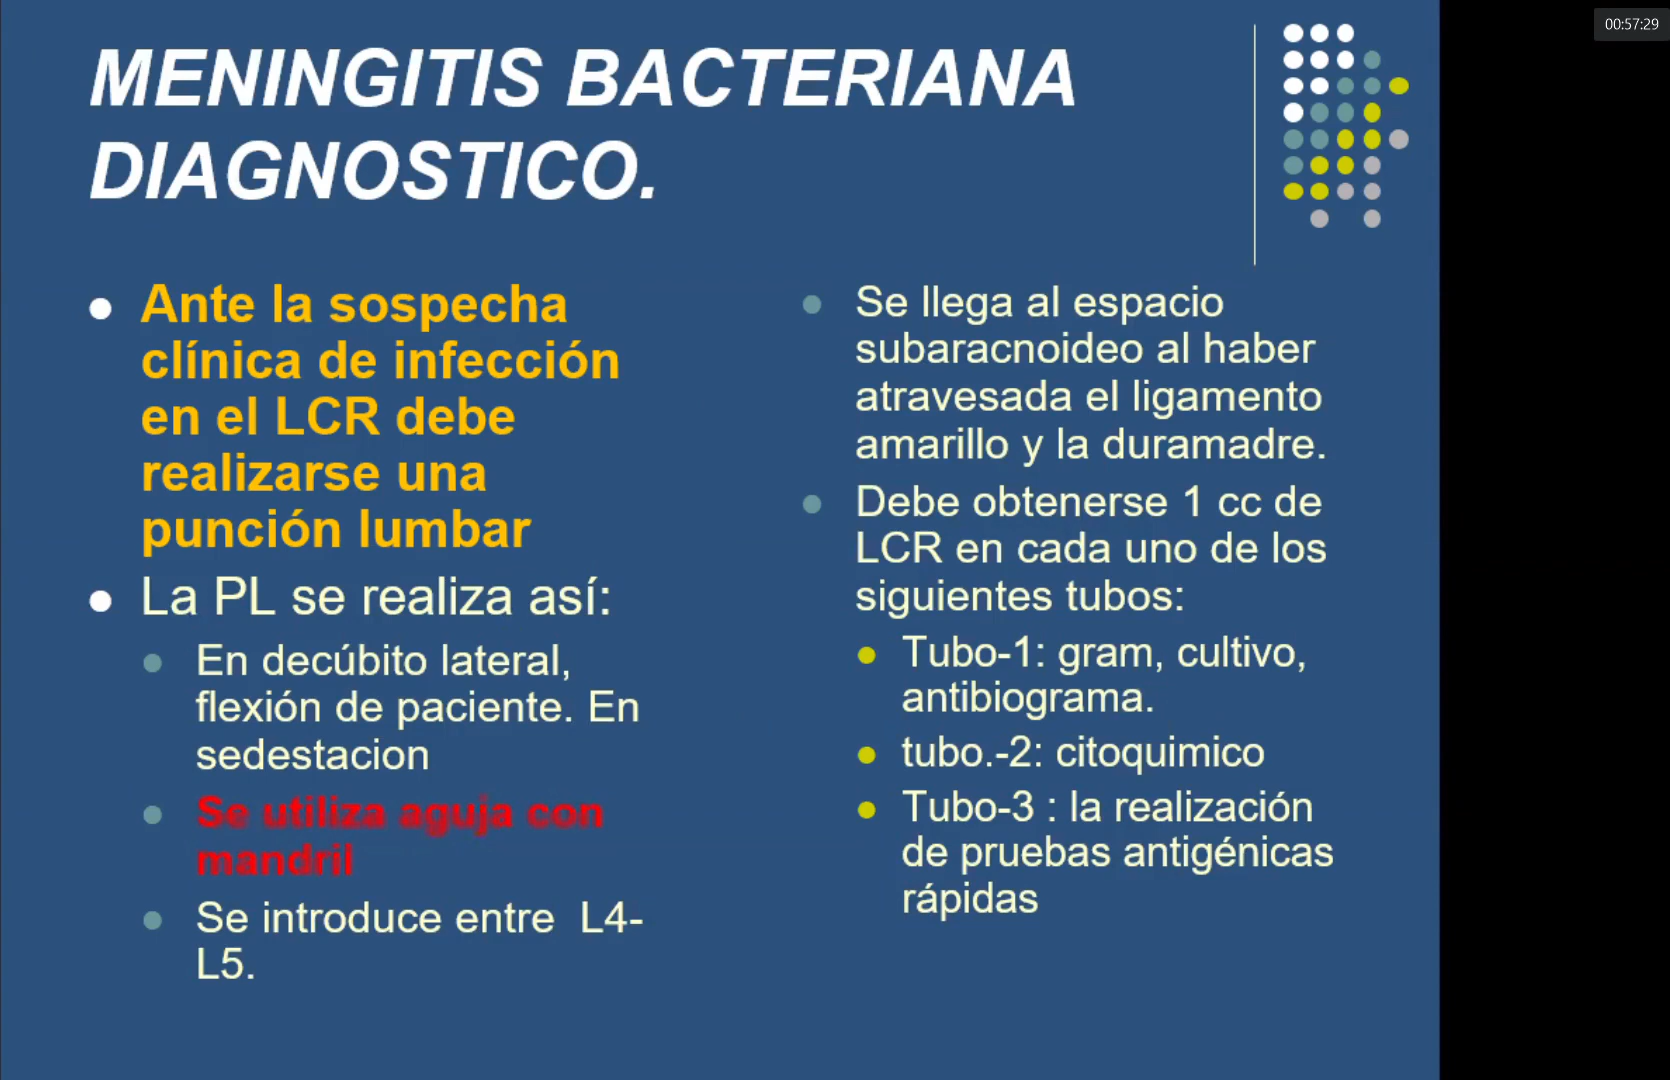 00:57:29
MENINGITIS BACTERIANA
DIAGNOSTICO.
Ante la sospecha
clínica de infección
en el LCR debe
realizarse una
punción lumbar
La PL se realiza así:
En decúbito lateral,
flexión de paciente. En
sedestacion
Se utiliza aguja con
mandril
Se introduce entre L4-
L5.
Se llega al espacio
subaracnoideo al haber
atravesada el ligamento
amarillo y la duramadre.
Debe obtenerse 1 cc de
LCR en cada uno de los
siguientes tubos:
Tubo-1: gram, cultivo,
antibiograma.
tubo.-2: citoquimico
Tubo-3 : la realización
de pruebas antigénicas
rápidas